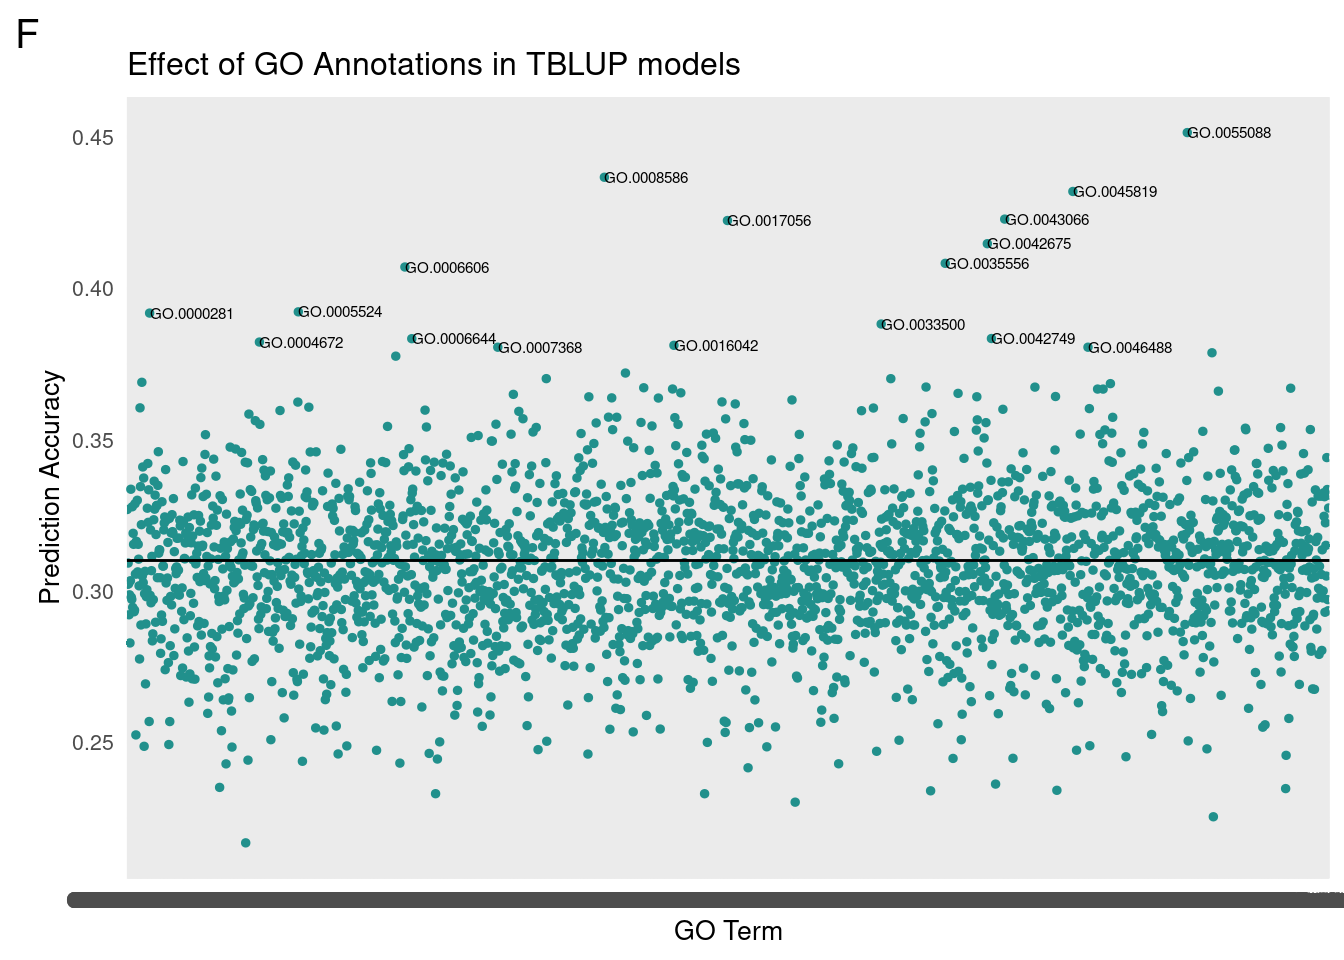 F
Effect of GO Annotations in TBLUP models
Prediction Accuracy
0.45
0.40
0.35
0.30
0.25
GO.0055088
GO.0008586
GO.0045819
GO.0017056
GO.0043066
GO.0042675
GO.0035556
GO.0006606
GO.0000281
GO.0005524
GO.0033500
GO.0004672
GO.0006644
GO.0007368
GO.0016042
GO.0042749
GO.0046488
GO Term